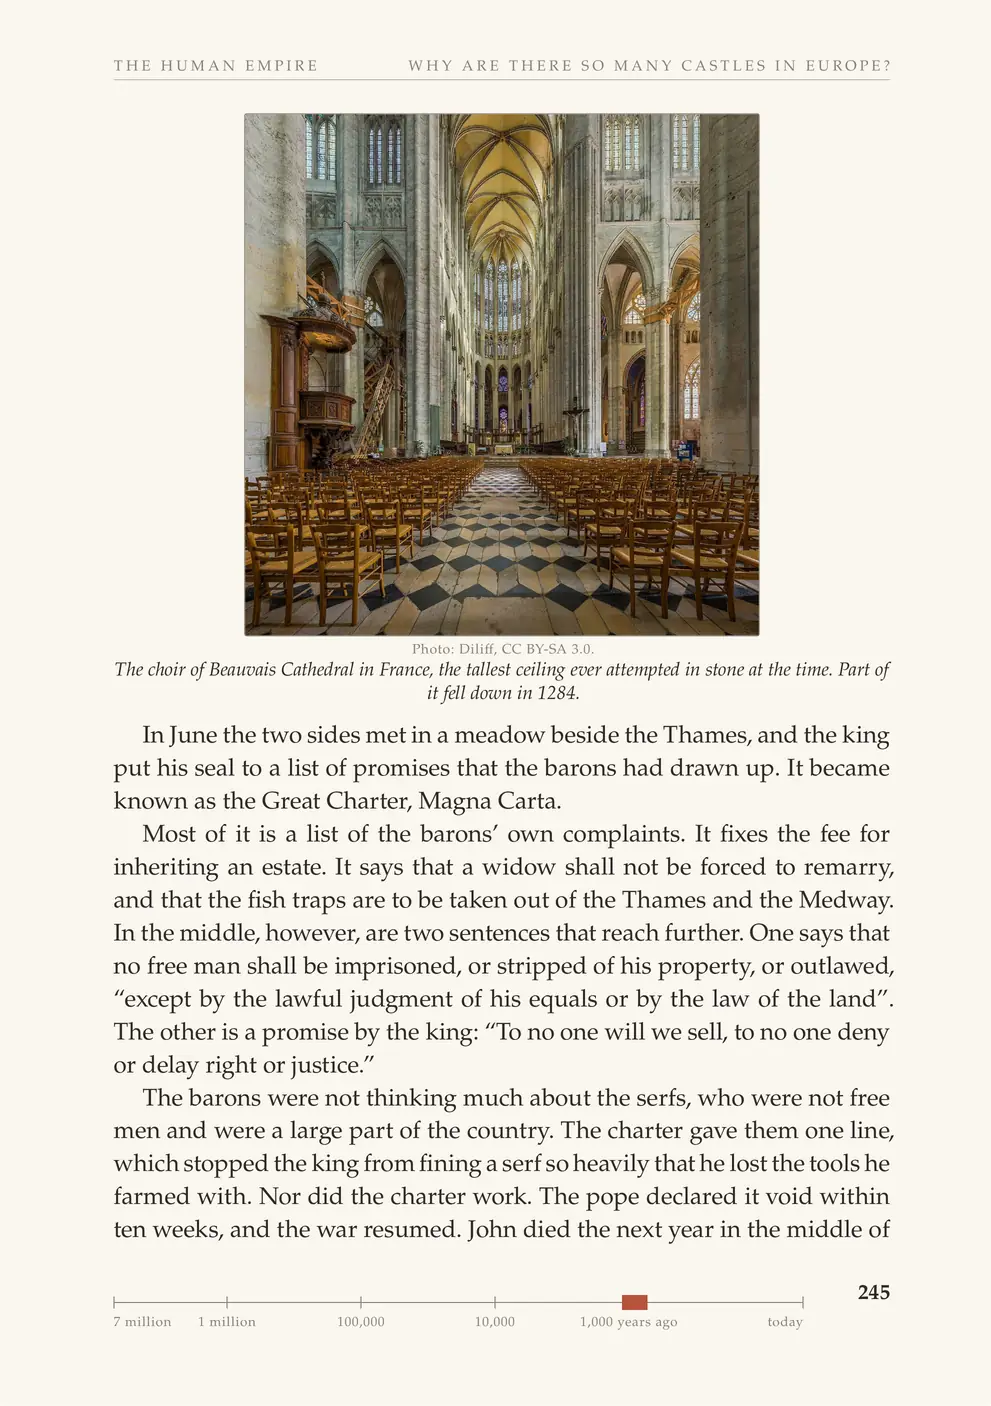 THE HUMAN EMPIRE
WHY ARE THERE SO MANY CASTLES IN EUROPE?
Photo: Diliff, CC BY-SA 3.0.
The choir of Beauvais Cathedral in France, the tallest ceiling ever attempted in stone at the time. Part of
it fell down in 1284.
In June the two sides met in a meadow beside the Thames, and the king
put his seal to a list of promises that the barons had drawn up. It became
known as the Great Charter, Magna Carta.
Most of it is a list of the barons’ own complaints. It fixes the fee for
inheriting an estate. It says that a widow shall not be forced to remarry,
and that the fish traps are to be taken out of the Thames and the Medway.
In the middle, however, are two sentences that reach further. One says that
no free man shall be imprisoned, or stripped of his property, or outlawed,
“except by the lawful judgment of his equals or by the law of the land”.
The other is a promise by the king: “To no one will we sell, to no one deny
or delay right or justice.”
The barons were not thinking much about the serfs, who were not free
men and were a large part of the country. The charter gave them one line,
which stopped the king from fining a serf so heavily that he lost the tools he
farmed with. Nor did the charter work. The pope declared it void within
ten weeks, and the war resumed. John died the next year in the middle of
245
7 million 1 million 100,000 10,000 1,000 years ago today